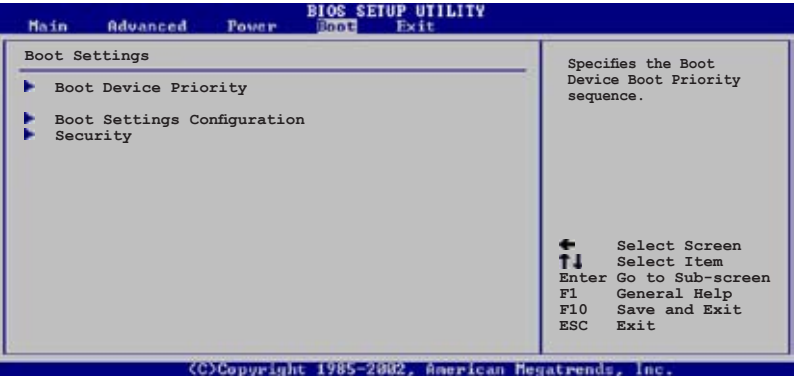 BIOS SETUP UTILITY
Main Advanced Power Boot Exit
Boot Settings
Boot Device Priority
Boot Settings Configuration
Security
Specifies the Boot
Device Boot Priority
sequence.
← Select Screen
↑↓ Select Item
Enter Go to Sub-screen
F1 General Help
F10 Save and Exit
ESC Exit
(C)Copyright 1985-2002, American Megatrends, Inc.